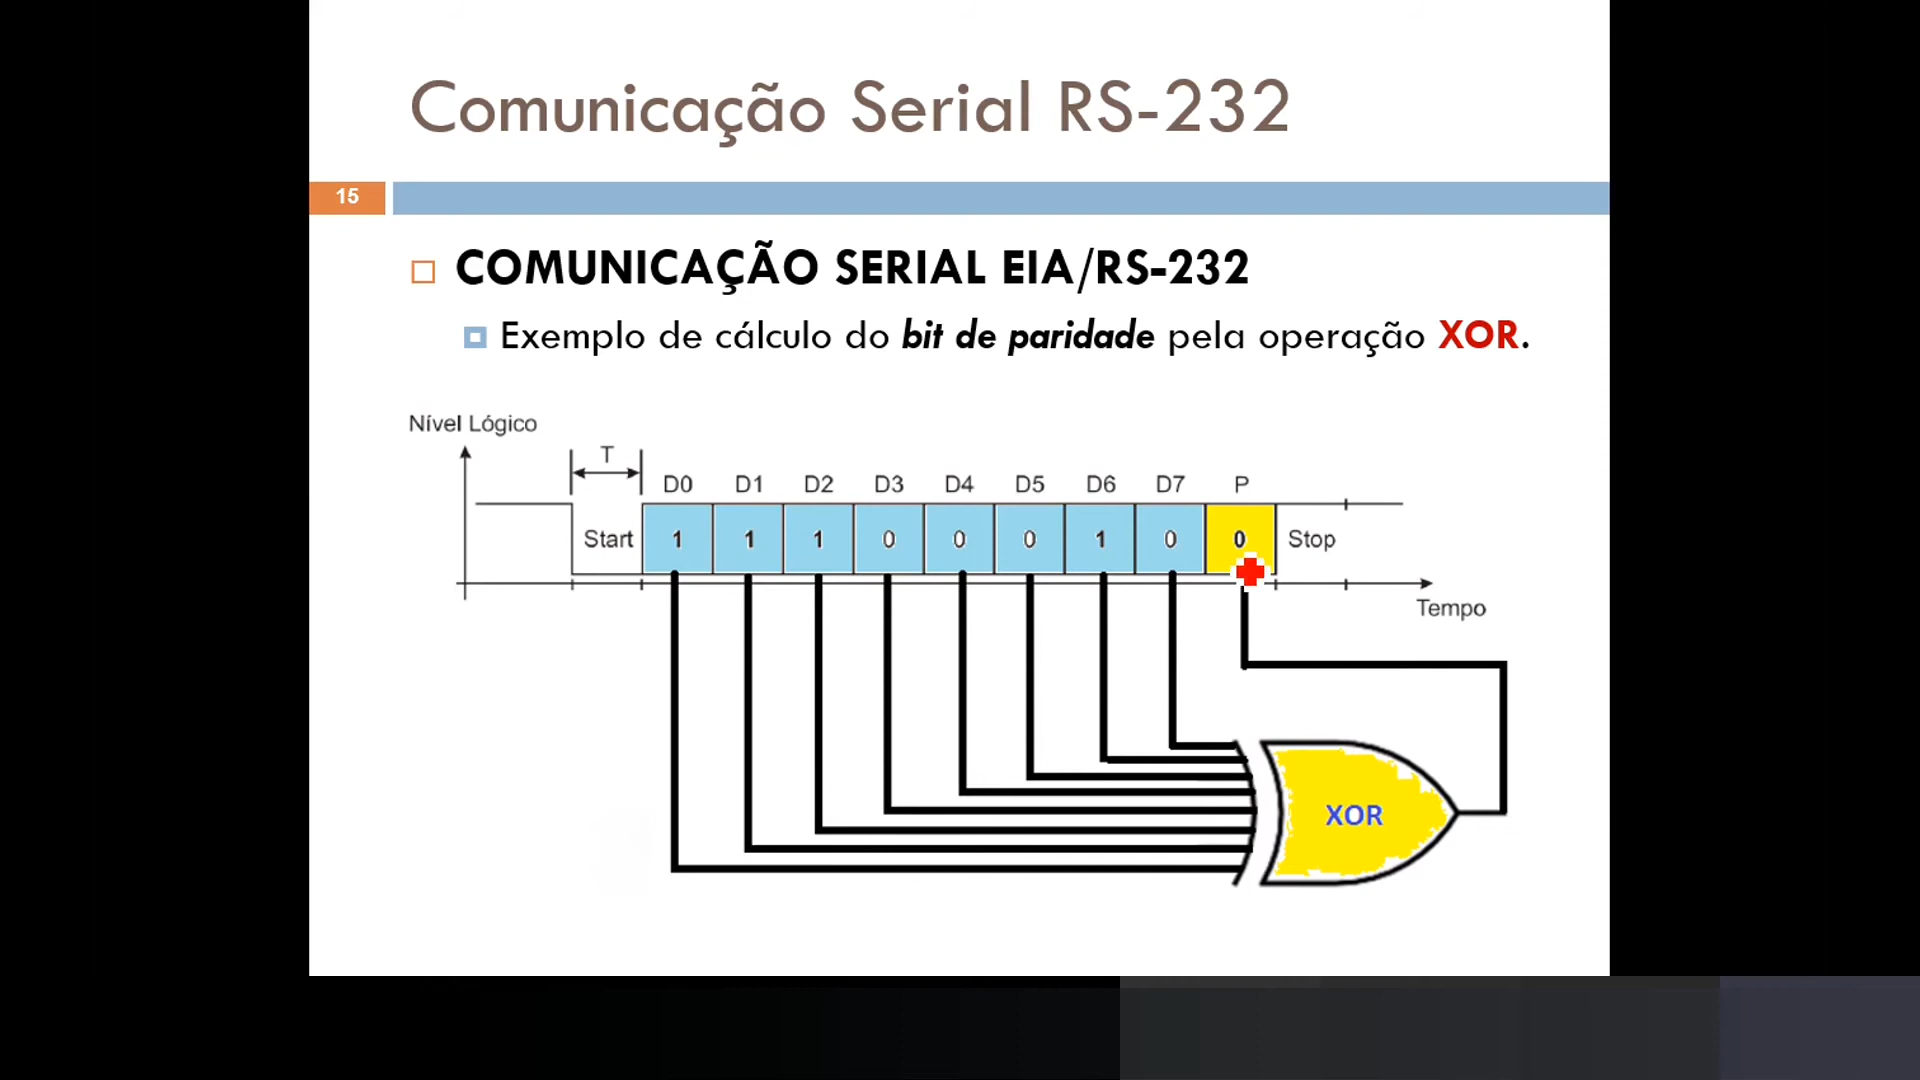 Comunicação Serial RS-232
15
COMUNICAÇÃO SERIAL EIA/RS-232
Exemplo de cálculo do bit de paridade pela operação XOR.
Nível Lógico
T
D0 D1 D2 D3 D4 D5 D6 D7 P
Start 1 1 1 0 0 0 1 0 0 Stop
Tempo
XOR